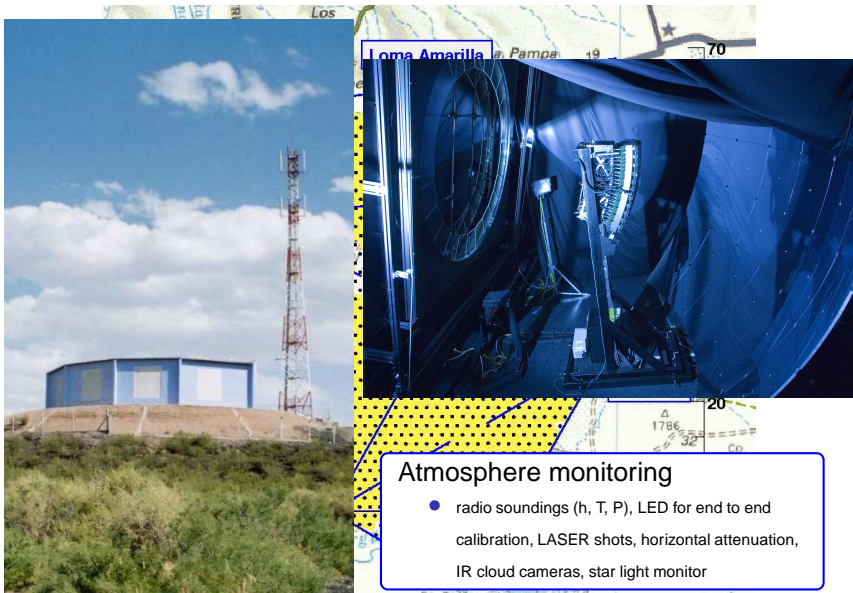 Los
Loma Amarilla
a. Pampa
19
70
20
1786
32
Co.
Atmosphere monitoring
radio soundings (h, T, P), LED for end to end
calibration, LASER shots, horizontal attenuation,
IR cloud cameras, star light monitor